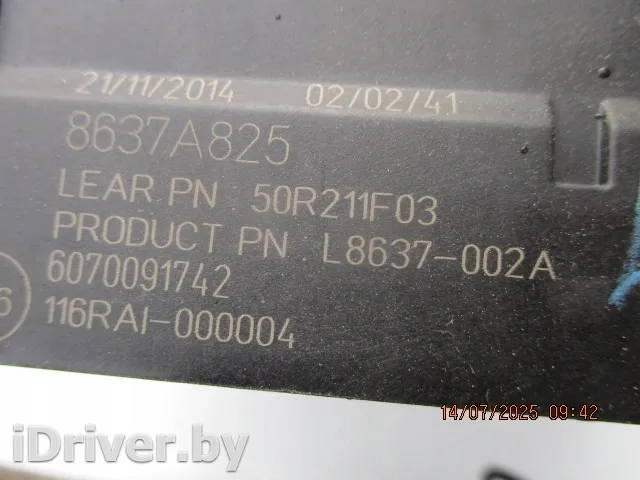 21/11/2014 02/02/41
8637A825
LEAR PN 50R211F03
PRODUCT PN L8637-002A
6070091742
6
116RAI-000004
14/07/2025 09:42
iDriver.by